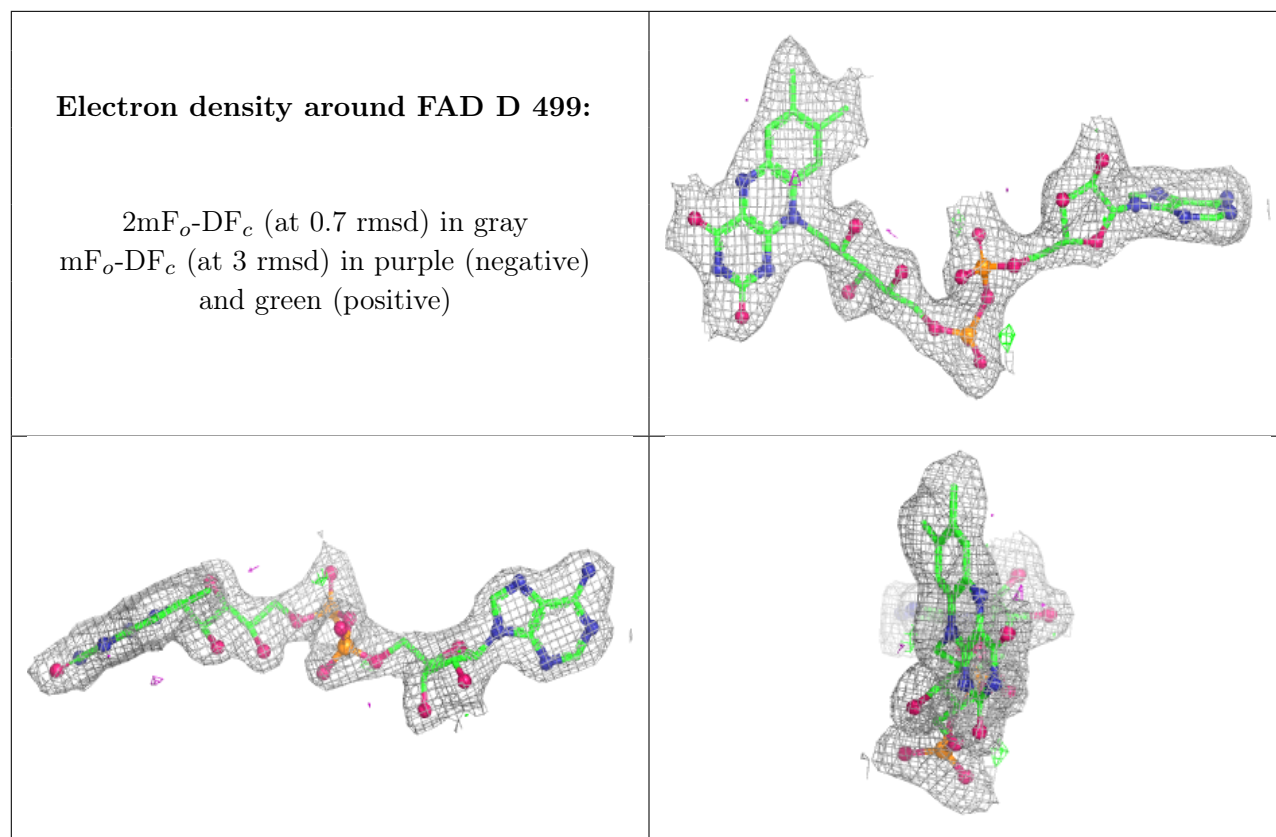 Electron density around FAD D 499:
2mFₒ-DF𝒸 (at 0.7 rmsd) in gray
mFₒ-DF𝒸 (at 3 rmsd) in purple (negative)
and green (positive)